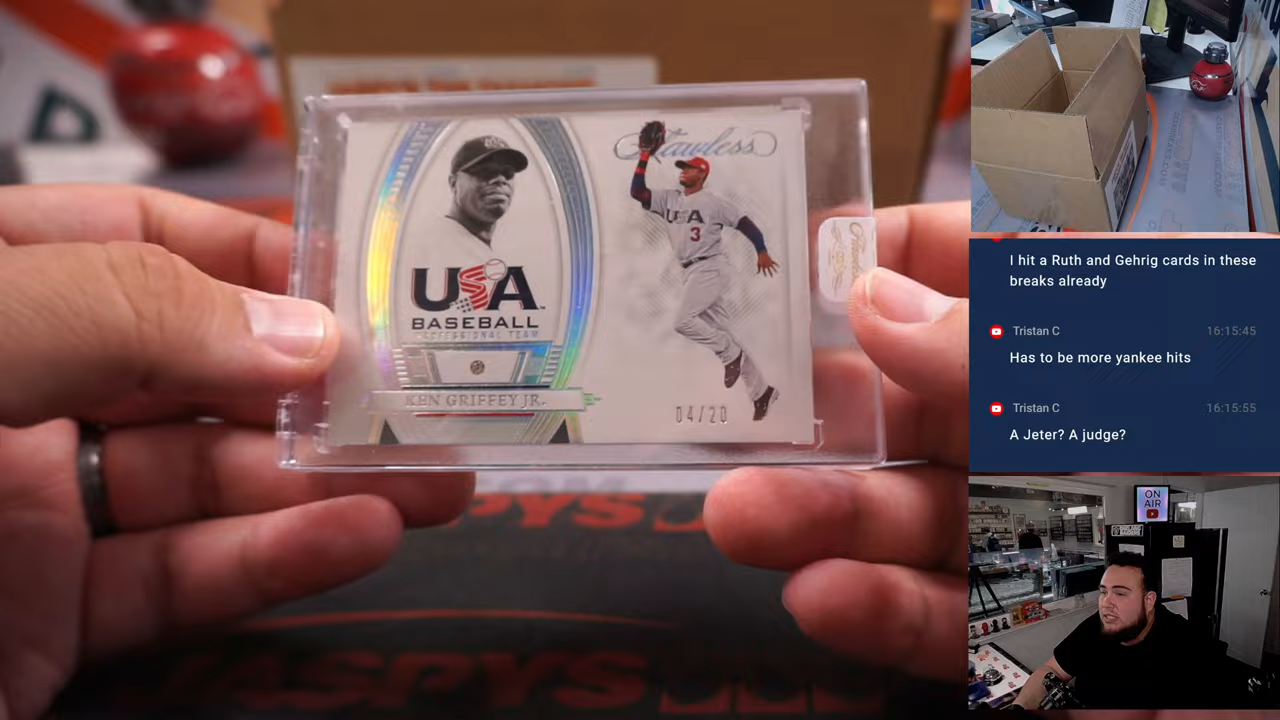 Flawless
USA
3
USA
BASEBALL
PROFESSIONAL TEAM
KEN GRIFFEY JR.
04/20
I hit a Ruth and Gehrig cards in these
breaks already
Tristan C 16:15:45
Has to be more yankee hits
Tristan C 16:15:55
A Jeter? A judge?
ON
AIR